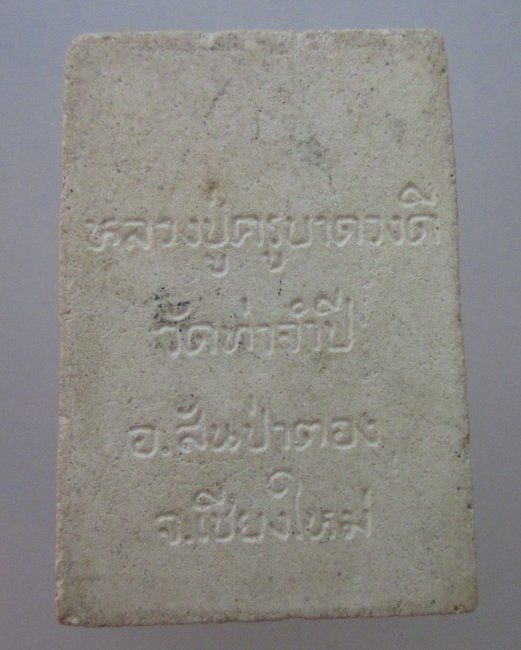 หลวงปู่ครูบาดวงดี
วัดท่าจำปี
อ.สันป่าตอง
จ.เชียงใหม่